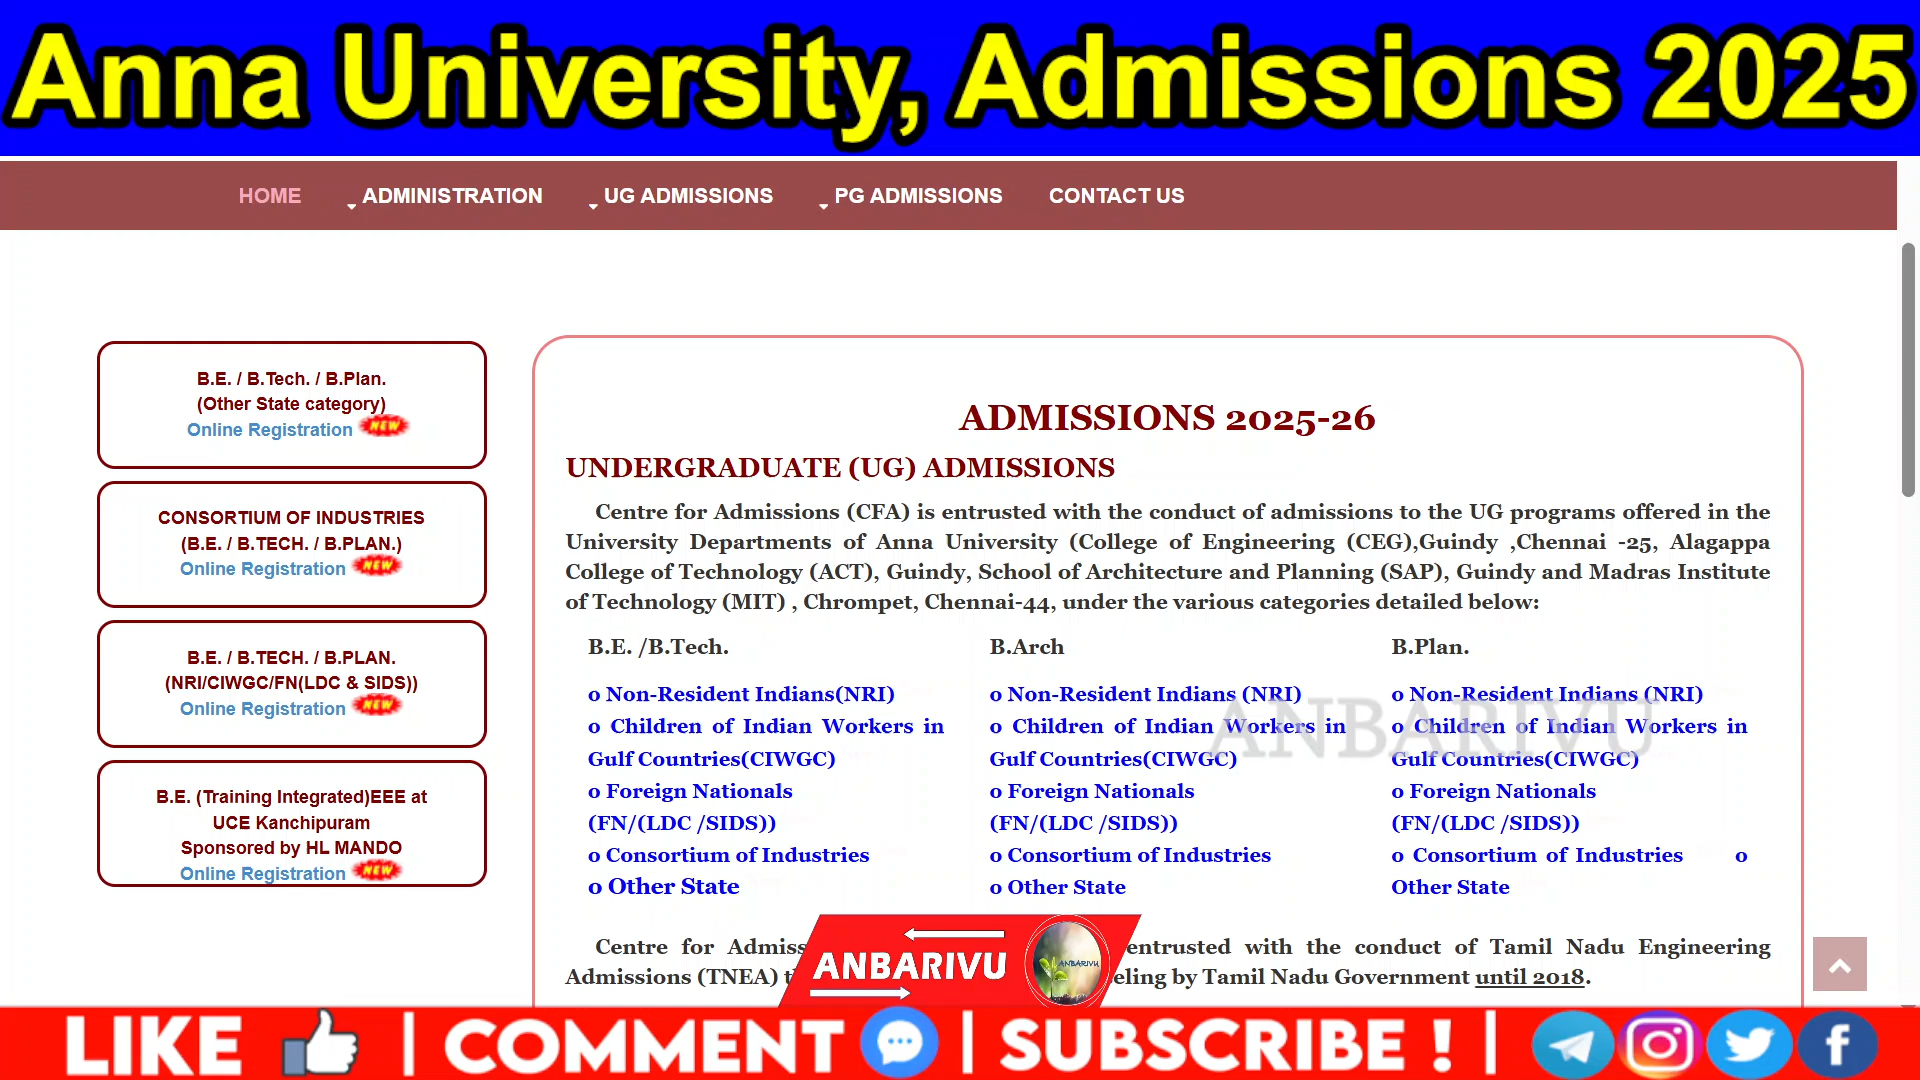 Anna University, Admissions 2025
HOME ADMINISTRATION UG ADMISSIONS PG ADMISSIONS CONTACT US
B.E. / B.Tech. / B.Plan.
(Other State category)
Online Registration NEW
CONSORTIUM OF INDUSTRIES
(B.E. / B.TECH. / B.PLAN.)
Online Registration NEW
B.E. / B.TECH. / B.PLAN.
(NRI/CIWGC/FN(LDC & SIDS))
Online Registration NEW
B.E. (Training Integrated)EEE at
UCE Kanchipuram
Sponsored by HL MANDO
Online Registration NEW
ADMISSIONS 2025-26
UNDERGRADUATE (UG) ADMISSIONS
Centre for Admissions (CFA) is entrusted with the conduct of admissions to the UG programs offered in the
University Departments of Anna University (College of Engineering (CEG),Guindy ,Chennai -25, Alagappa
College of Technology (ACT), Guindy, School of Architecture and Planning (SAP), Guindy and Madras Institute
of Technology (MIT) , Chrompet, Chennai-44, under the various categories detailed below:
B.E. /B.Tech.
o Non-Resident Indians(NRI)
o Children of Indian Workers in
Gulf Countries(CIWGC)
o Foreign Nationals
(FN/(LDC /SIDS))
o Consortium of Industries
o Other State
B.Arch
o Non-Resident Indians (NRI)
o Children of Indian Workers in
Gulf Countries(CIWGC)
o Foreign Nationals
(FN/(LDC /SIDS))
o Consortium of Industries
o Other State
B.Plan.
o Non-Resident Indians (NRI)
o Children of Indian Workers in
Gulf Countries(CIWGC)
o Foreign Nationals
(FN/(LDC /SIDS))
o Consortium of Industries o
Other State
ANBARIVU
Centre for Admiss entrusted with the conduct of Tamil Nadu Engineering
Admissions (TNEA) t eling by Tamil Nadu Government until 2018.
ANBARIVU
ANBARIVU
LIKE | COMMENT | SUBSCRIBE ! |